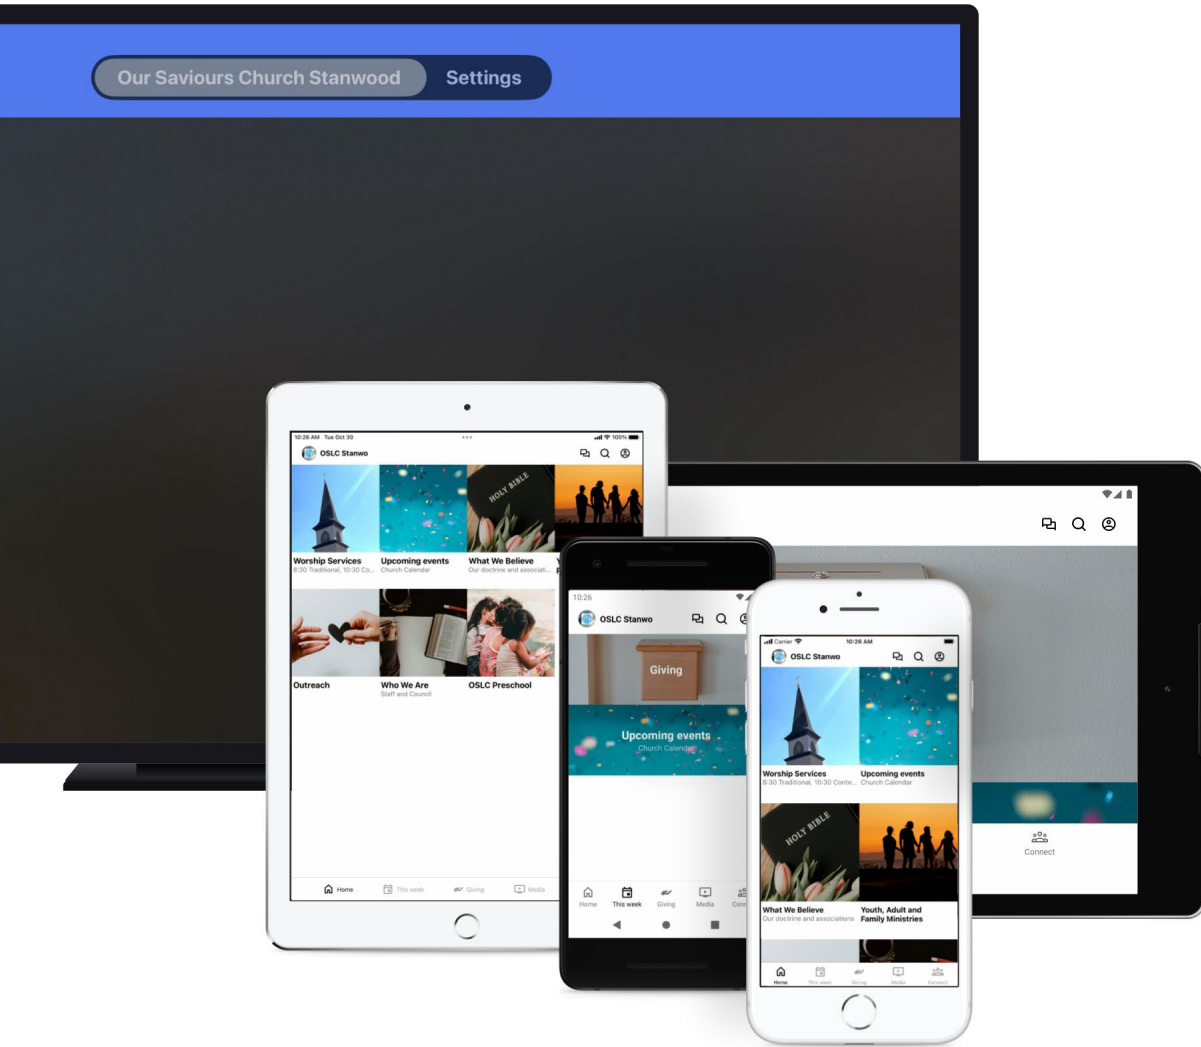 Our Saviours Church Stanwood Settings
10:26 AM Tue Oct 30 100%
OSLC Stanwo
HOLY BIBLE
Worship Services Upcoming events What We Believe
8:30 Traditional, 10:30 Co... Church Calendar Our doctrine and associati...
Outreach Who We Are OSLC Preschool
Staff and Council
Home This week Giving Media
10:26
OSLC Stanwo
Giving
Upcoming events
Church Calendar
Home This week Giving Media
Carrier 10:26 AM
OSLC Stanwo
Worship Services Upcoming events
8:30 Traditional, 10:30 Conte... Church Calendar
HOLY BIBLE
What We Believe Youth, Adult and
Our doctrine and associations Family Ministries
Home This week Giving Media Connect
Connect